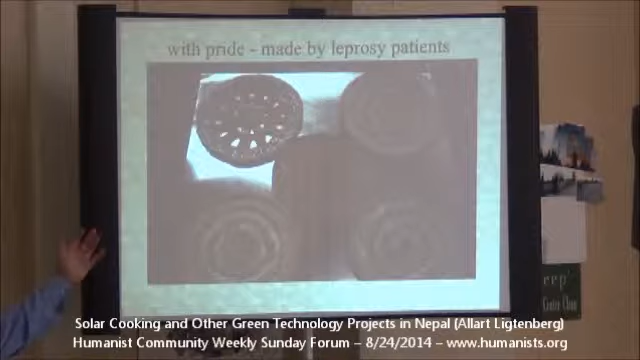 with pride - made by leprosy patients
eep'
Solar Cooking and Other Green Technology Projects in Nepal (Allart Ligtenberg)
Humanist Community Weekly Sunday Forum – 8/24/2014 – www.humanists.org